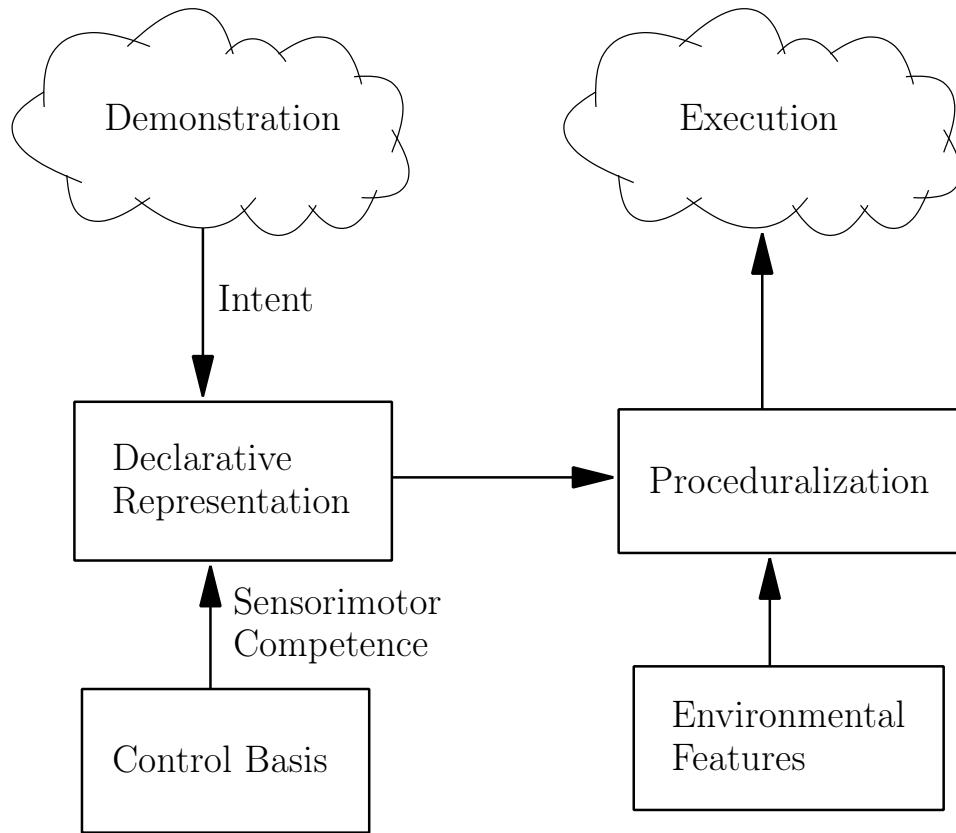 Demonstration
Execution
Intent
Declarative
Representation
Proceduralization
Sensorimotor
Competence
Control Basis
Environmental
Features